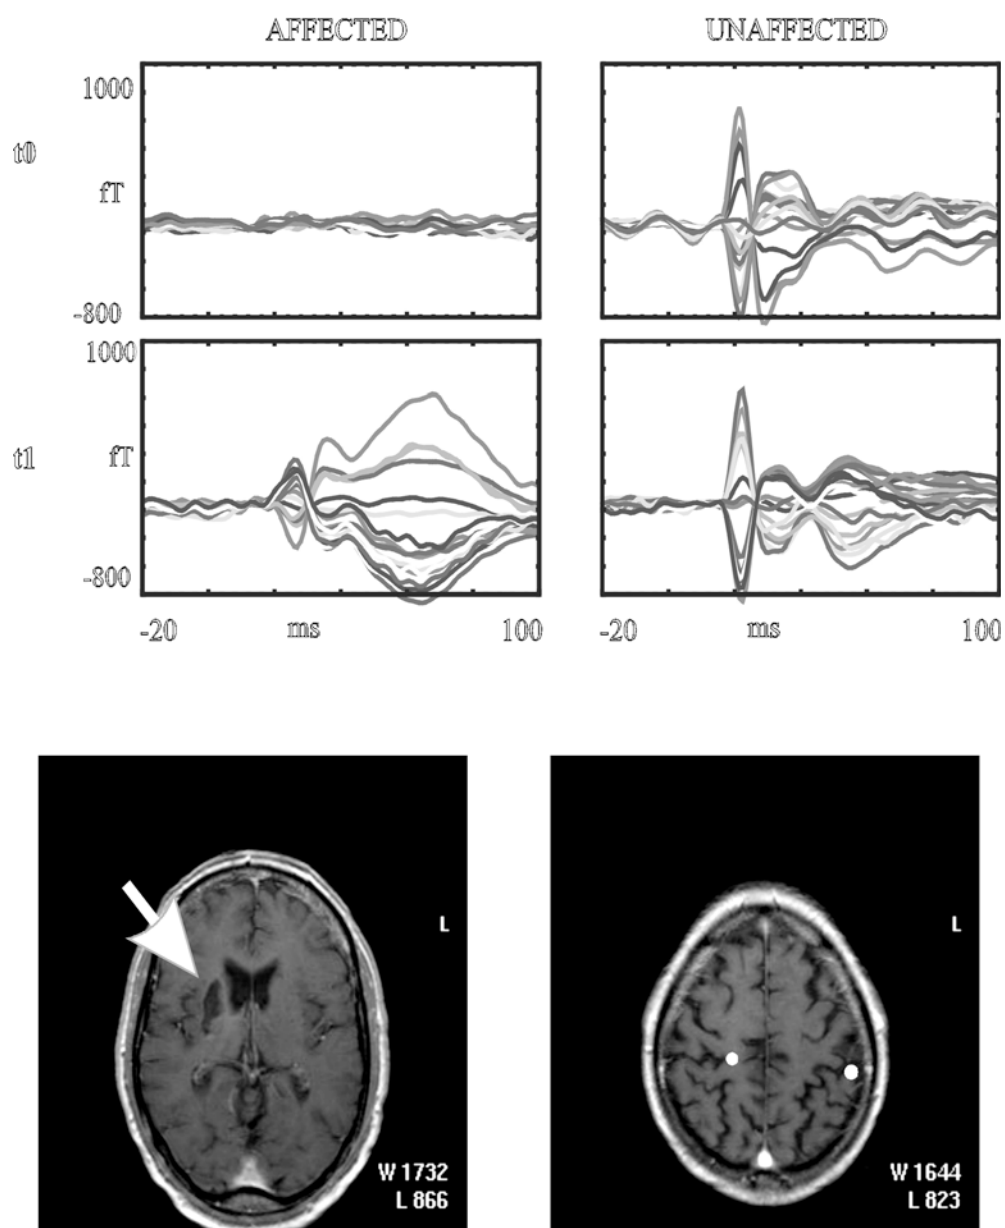 AFFECTED UNAFFECTED
1000
t0
fT
-800
1000
t1 fT
-800
-20 ms 100 -20 ms 100
L L
W 1732 W 1644
L 866 L 823